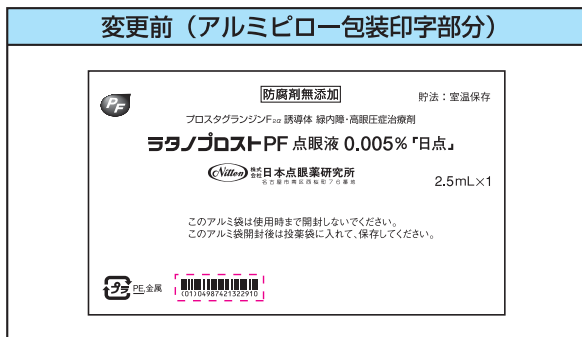 変更前（アルミピロー包装印字部分）
PF
防腐剤無添加
貯法：室温保存
プロスタグランジンF2α 誘導体 緑内障・高眼圧症治療剤
ラタノプロストPF 点眼液 0.005%「日点」
Nitten 株式会社 日本点眼薬研究所
名古屋市南区西桜町76番地
2.5mL×1
このアルミ袋は使用時まで開封しないでください。
このアルミ袋開封後は投薬袋に入れて、保存してください。
プラ PE,金属
(01)04987421322910